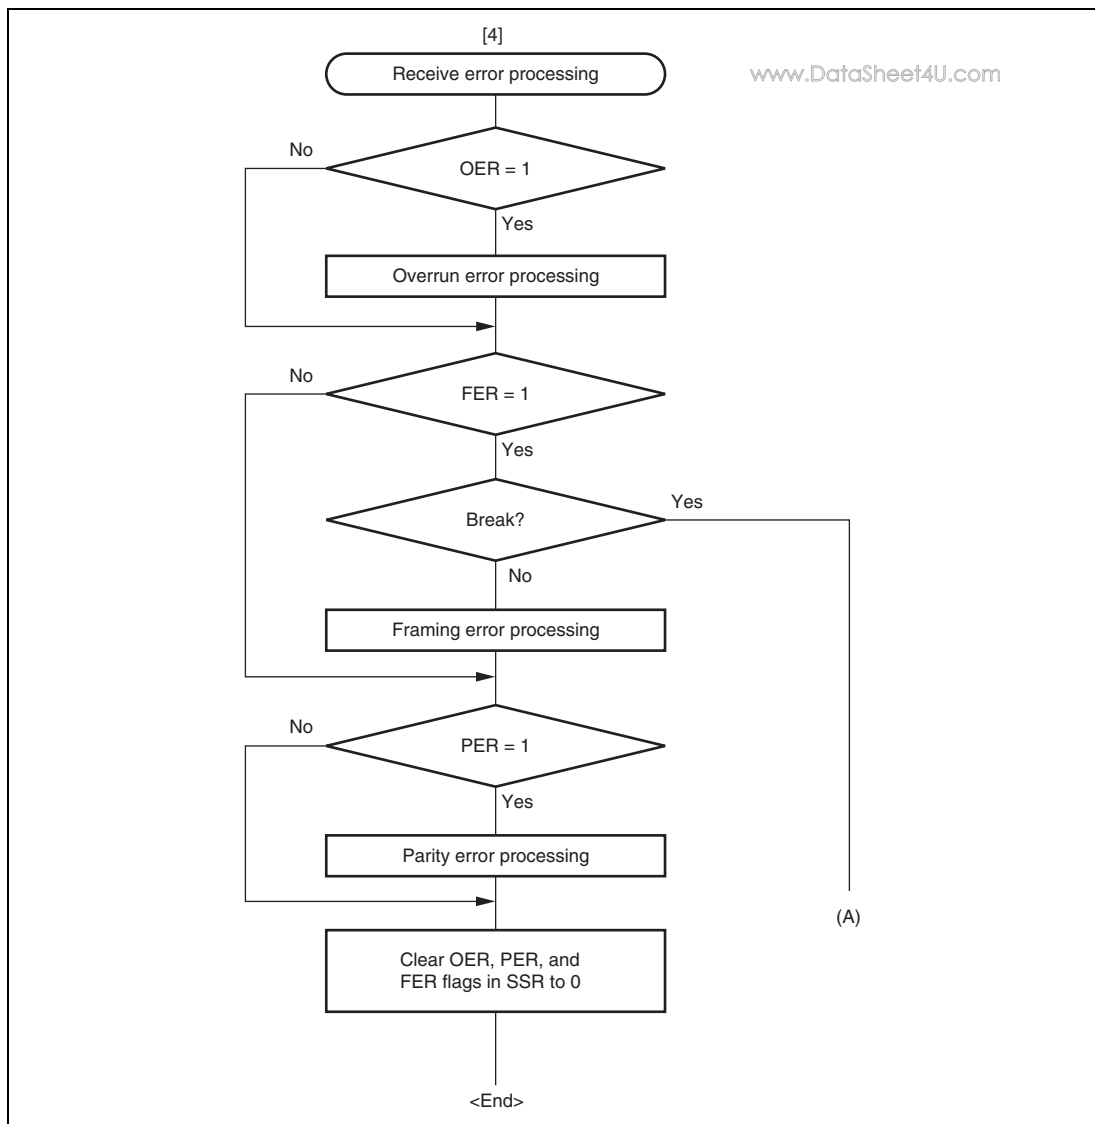 [4]
Receive error processing
www.DataSheet4U.com
No
OER = 1
Yes
Overrun error processing
No
FER = 1
Yes
Break?
Yes
No
Framing error processing
No
PER = 1
Yes
Parity error processing
(A)
Clear OER, PER, and
FER flags in SSR to 0
<End>